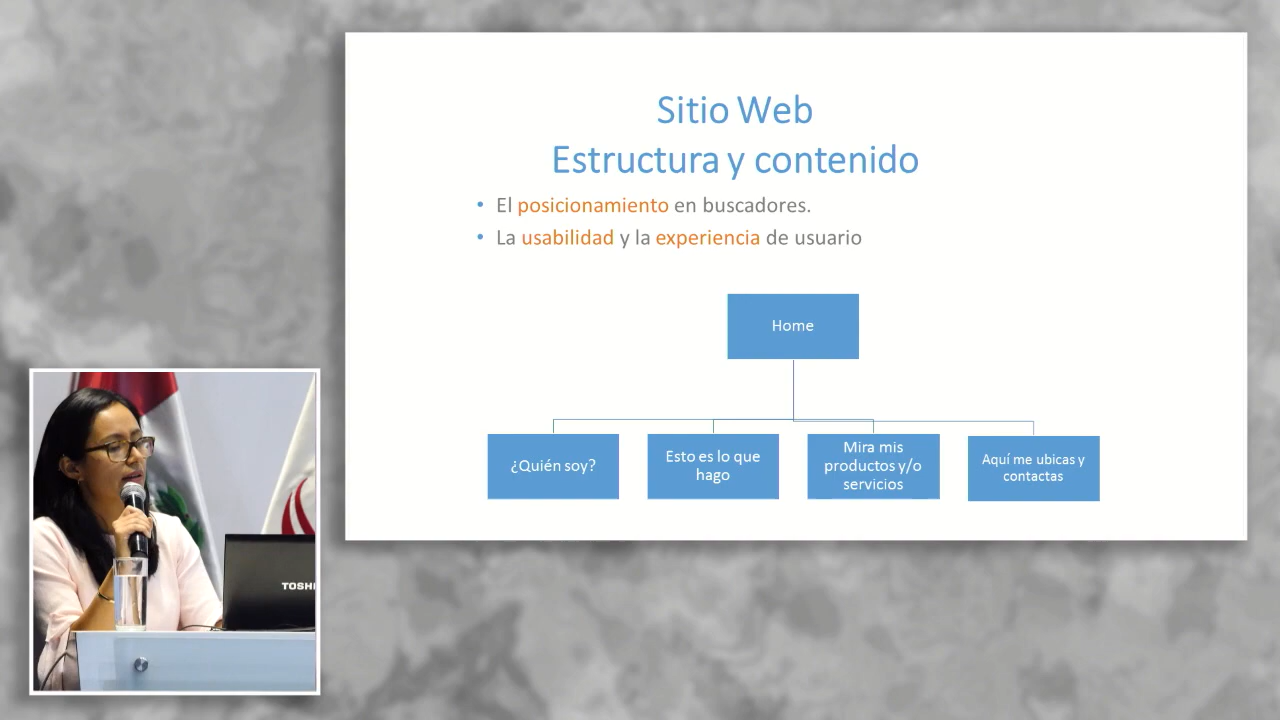 Sitio Web
Estructura y contenido
• El posicionamiento en buscadores.
• La usabilidad y la experiencia de usuario
Home
¿Quién soy?
Esto es lo que
hago
Mira mis
productos y/o
servicios
Aquí me ubicas y
contactas
TOSHI